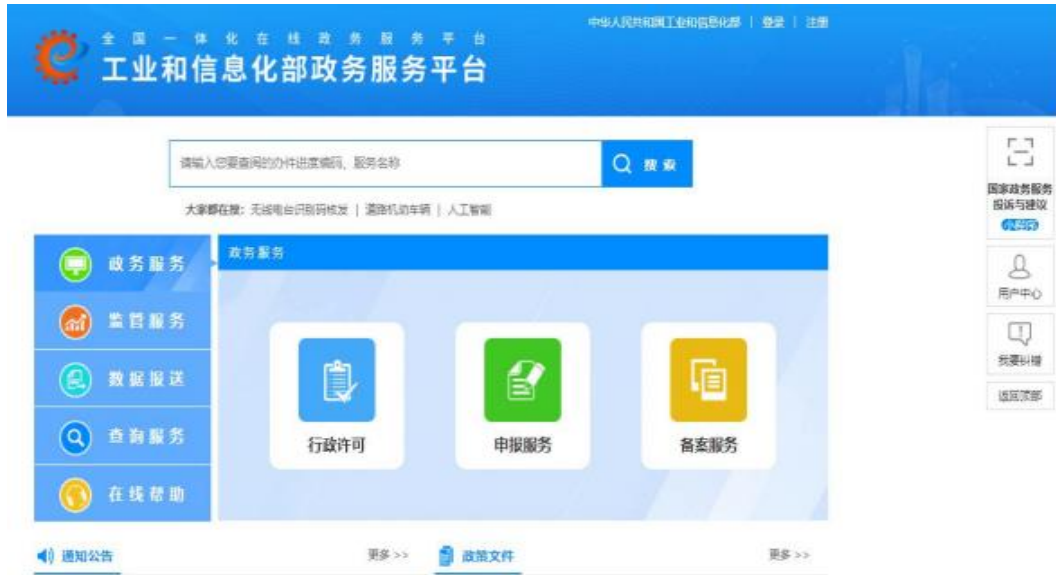 中华人民共和国工业和信息化部 | 登录 | 注册
全国一体化在线政务服务平台
工业和信息化部政务服务平台
请输入您要查阅的办件进度编码、服务名称
搜索
大家都在搜：无线电台识别码核发 | 道路机动车辆 | 人工智能
国家政务服务
投诉与建议
小程序
用户中心
我要纠错
返回顶部
政务服务
监管服务
数据报送
查询服务
在线帮助
政务服务
行政许可
申报服务
备案服务
通知公告
更多 >>
政策文件
更多 >>